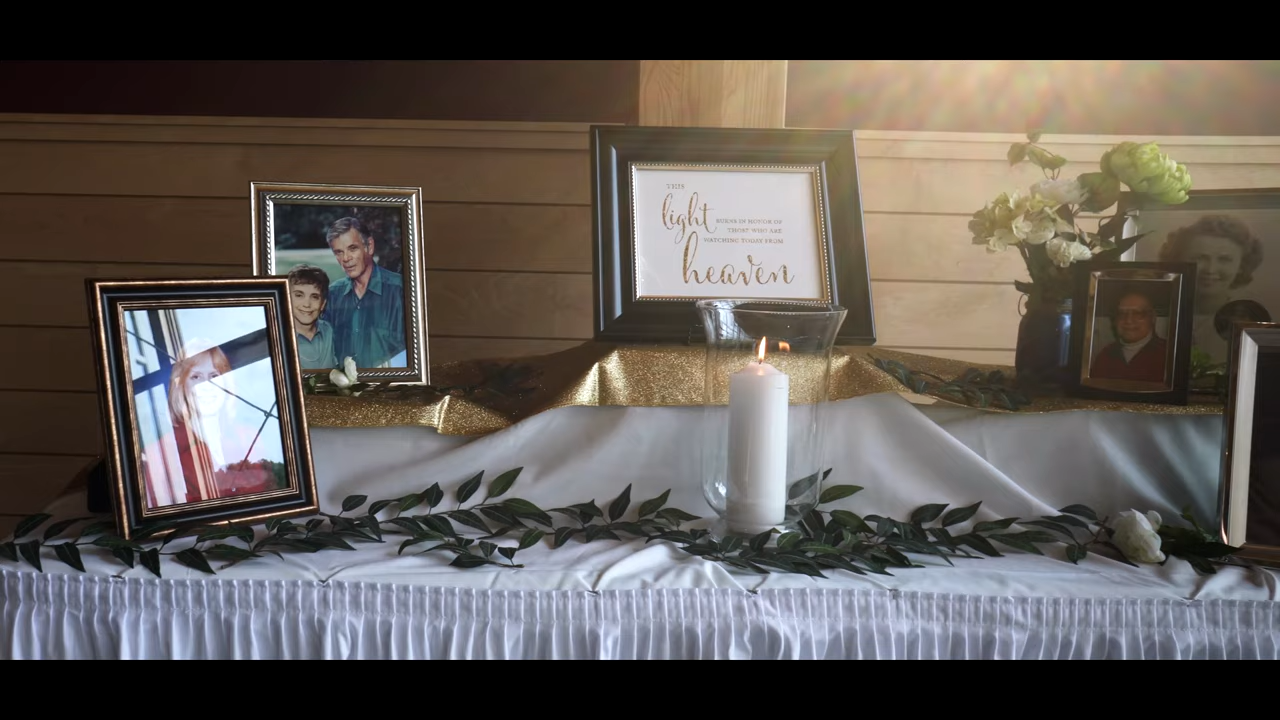 THIS
light BURNS IN HONOR OF
THOSE WHO ARE
WATCHING TODAY FROM
heaven